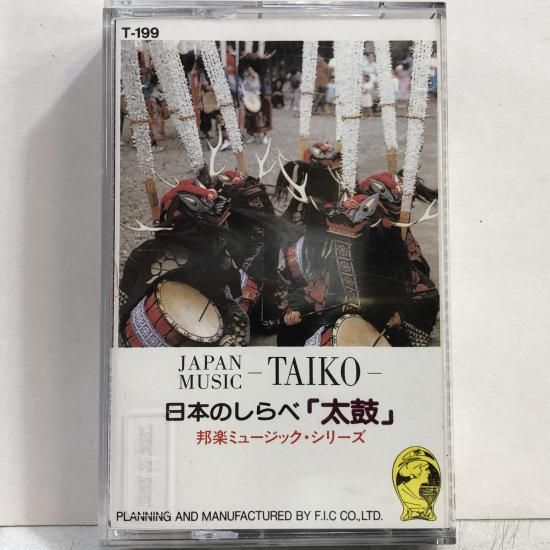 T-199
JAPAN
MUSIC
-TAIKO-
日本のしらべ「太鼓」
邦楽ミュージック・シリーズ
PLANNING AND MANUFACTURED BY F.I.C CO.,LTD.